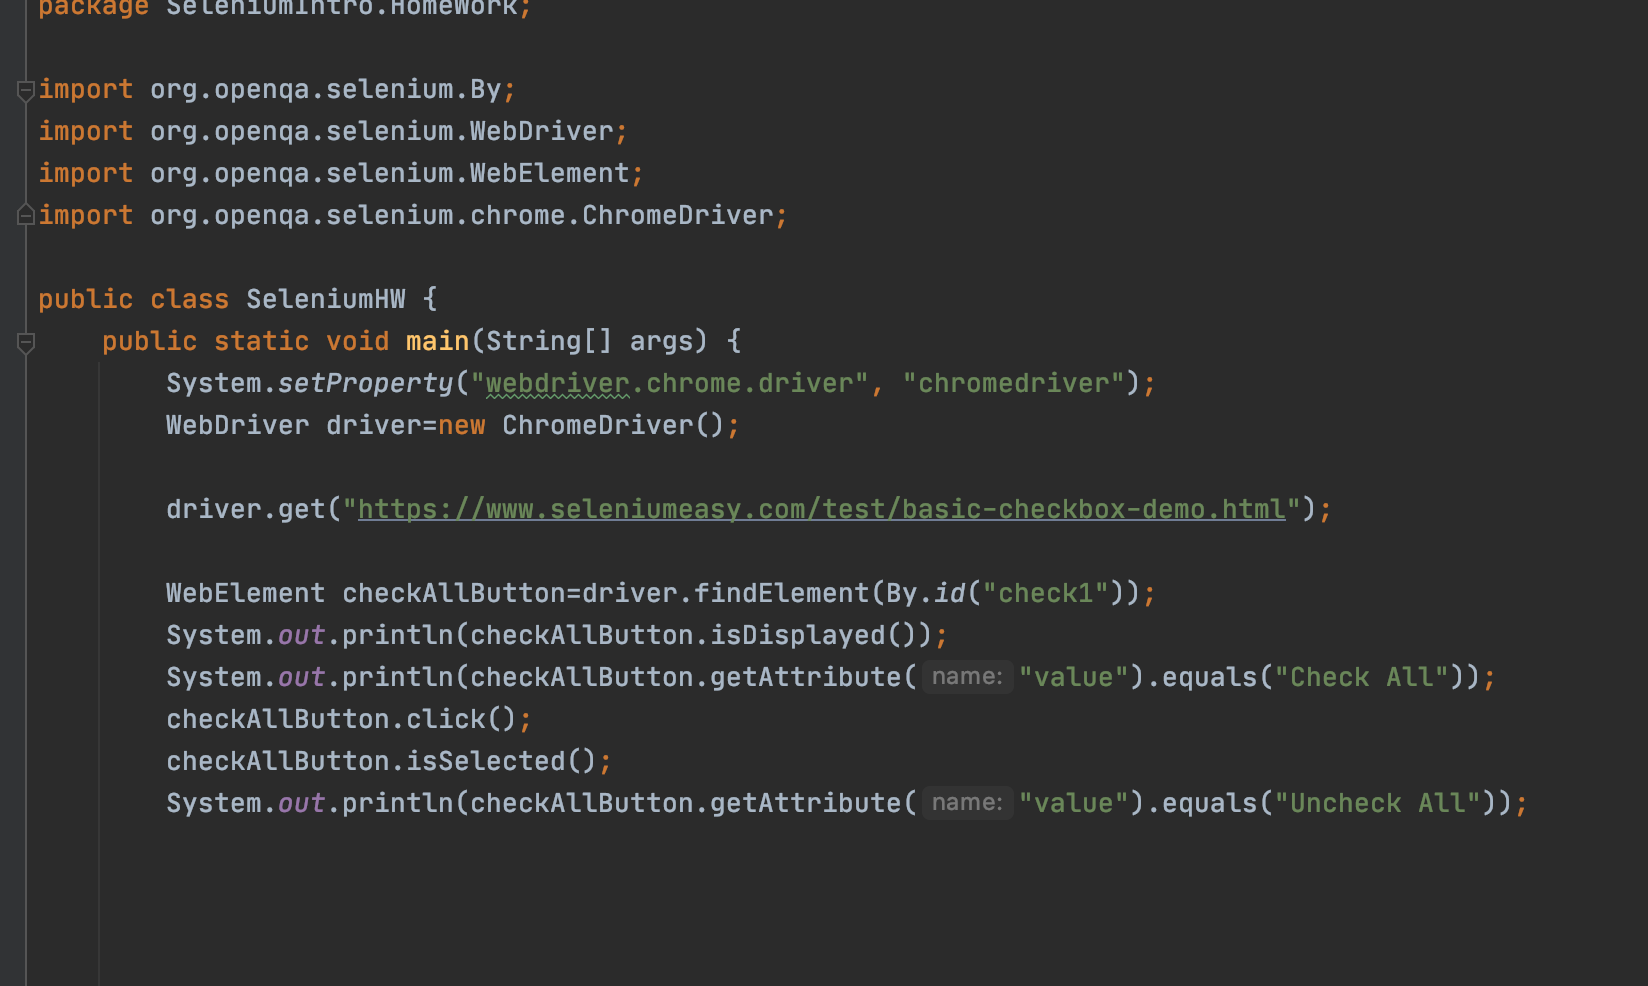 package SeleniumIntro.HomeWork;
import org.openqa.selenium.By;
import org.openqa.selenium.WebDriver;
import org.openqa.selenium.WebElement;
import org.openqa.selenium.chrome.ChromeDriver;
public class SeleniumHW {
public static void main(String[] args) {
System.setProperty("webdriver.chrome.driver", "chromedriver");
WebDriver driver=new ChromeDriver();
driver.get("https://www.seleniumeasy.com/test/basic-checkbox-demo.html");
WebElement checkAllButton=driver.findElement(By.id("check1"));
System.out.println(checkAllButton.isDisplayed());
System.out.println(checkAllButton.getAttribute( name: "value").equals("Check All"));
checkAllButton.click();
checkAllButton.isSelected();
System.out.println(checkAllButton.getAttribute( name: "value").equals("Uncheck All"));